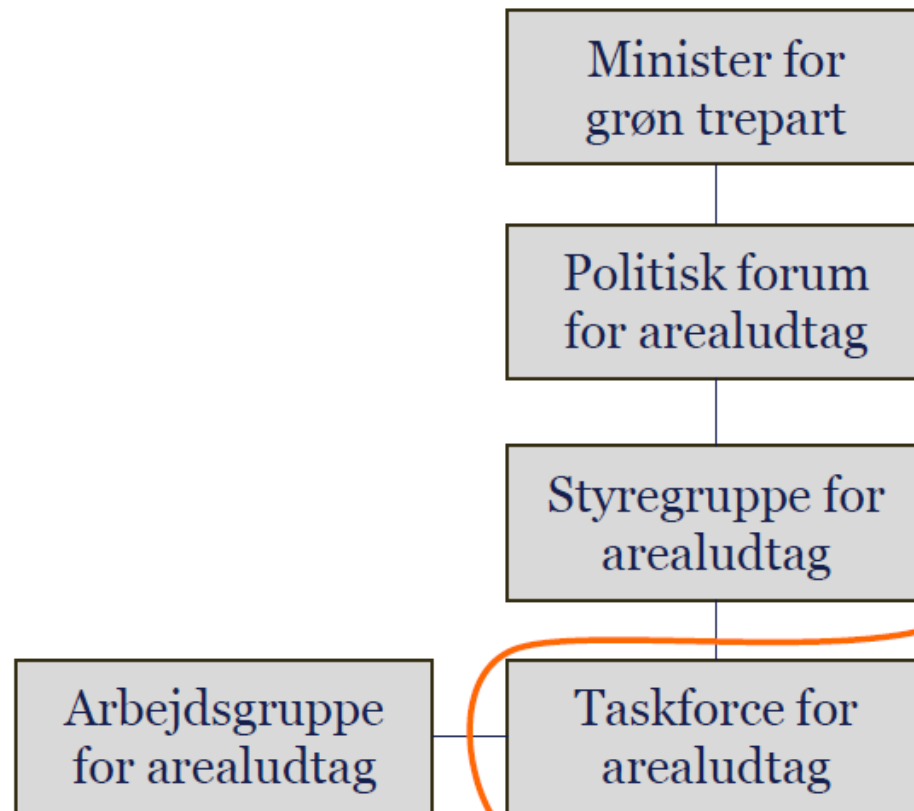 Minister for
grøn trepart
Politisk forum
for arealudtag
Styregruppe for
arealudtag
Arbejdsgruppe
for arealudtag
Taskforce for
arealudtag